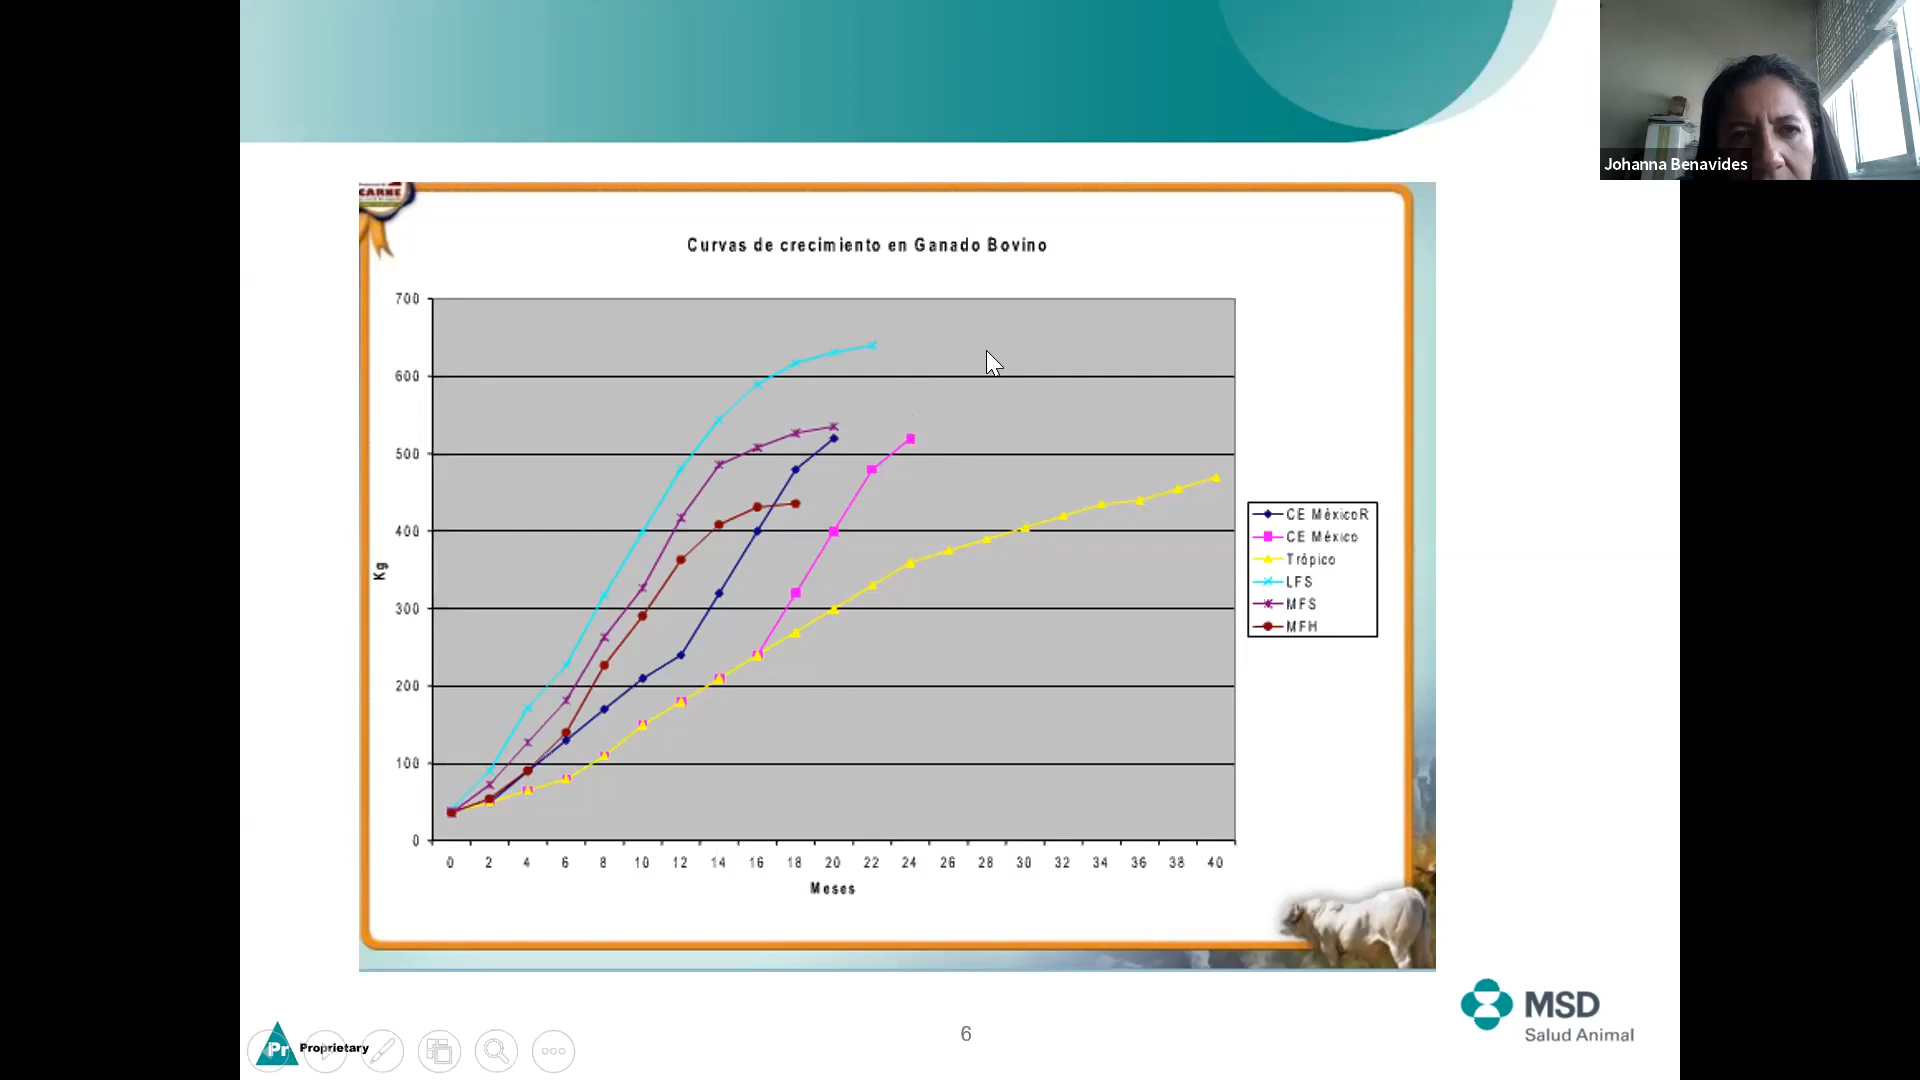 Johanna Benavides
CARNE
Curvas de crecimiento en Ganado Bovino
700
600
500
400
300
200
100
0
Kg
0 2 4 6 8 10 12 14 16 18 20 22 24 26 28 30 32 34 36 38 40
Meses
CE MéxicoR
CE México
Trópico
LFS
MFS
MFH
Pr Proprietary
6
MSD
Salud Animal